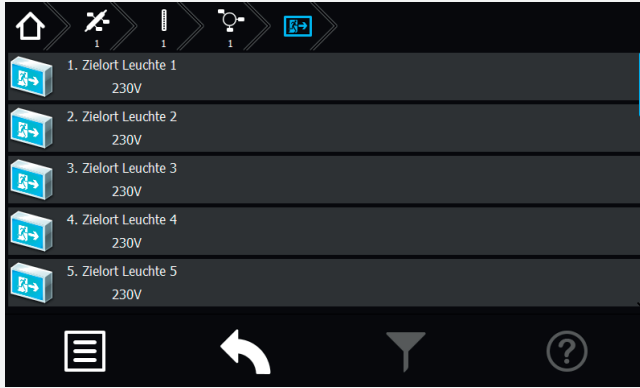 1 1 1
1. Zielort Leuchte 1
230V
2. Zielort Leuchte 2
230V
3. Zielort Leuchte 3
230V
4. Zielort Leuchte 4
230V
5. Zielort Leuchte 5
230V
?